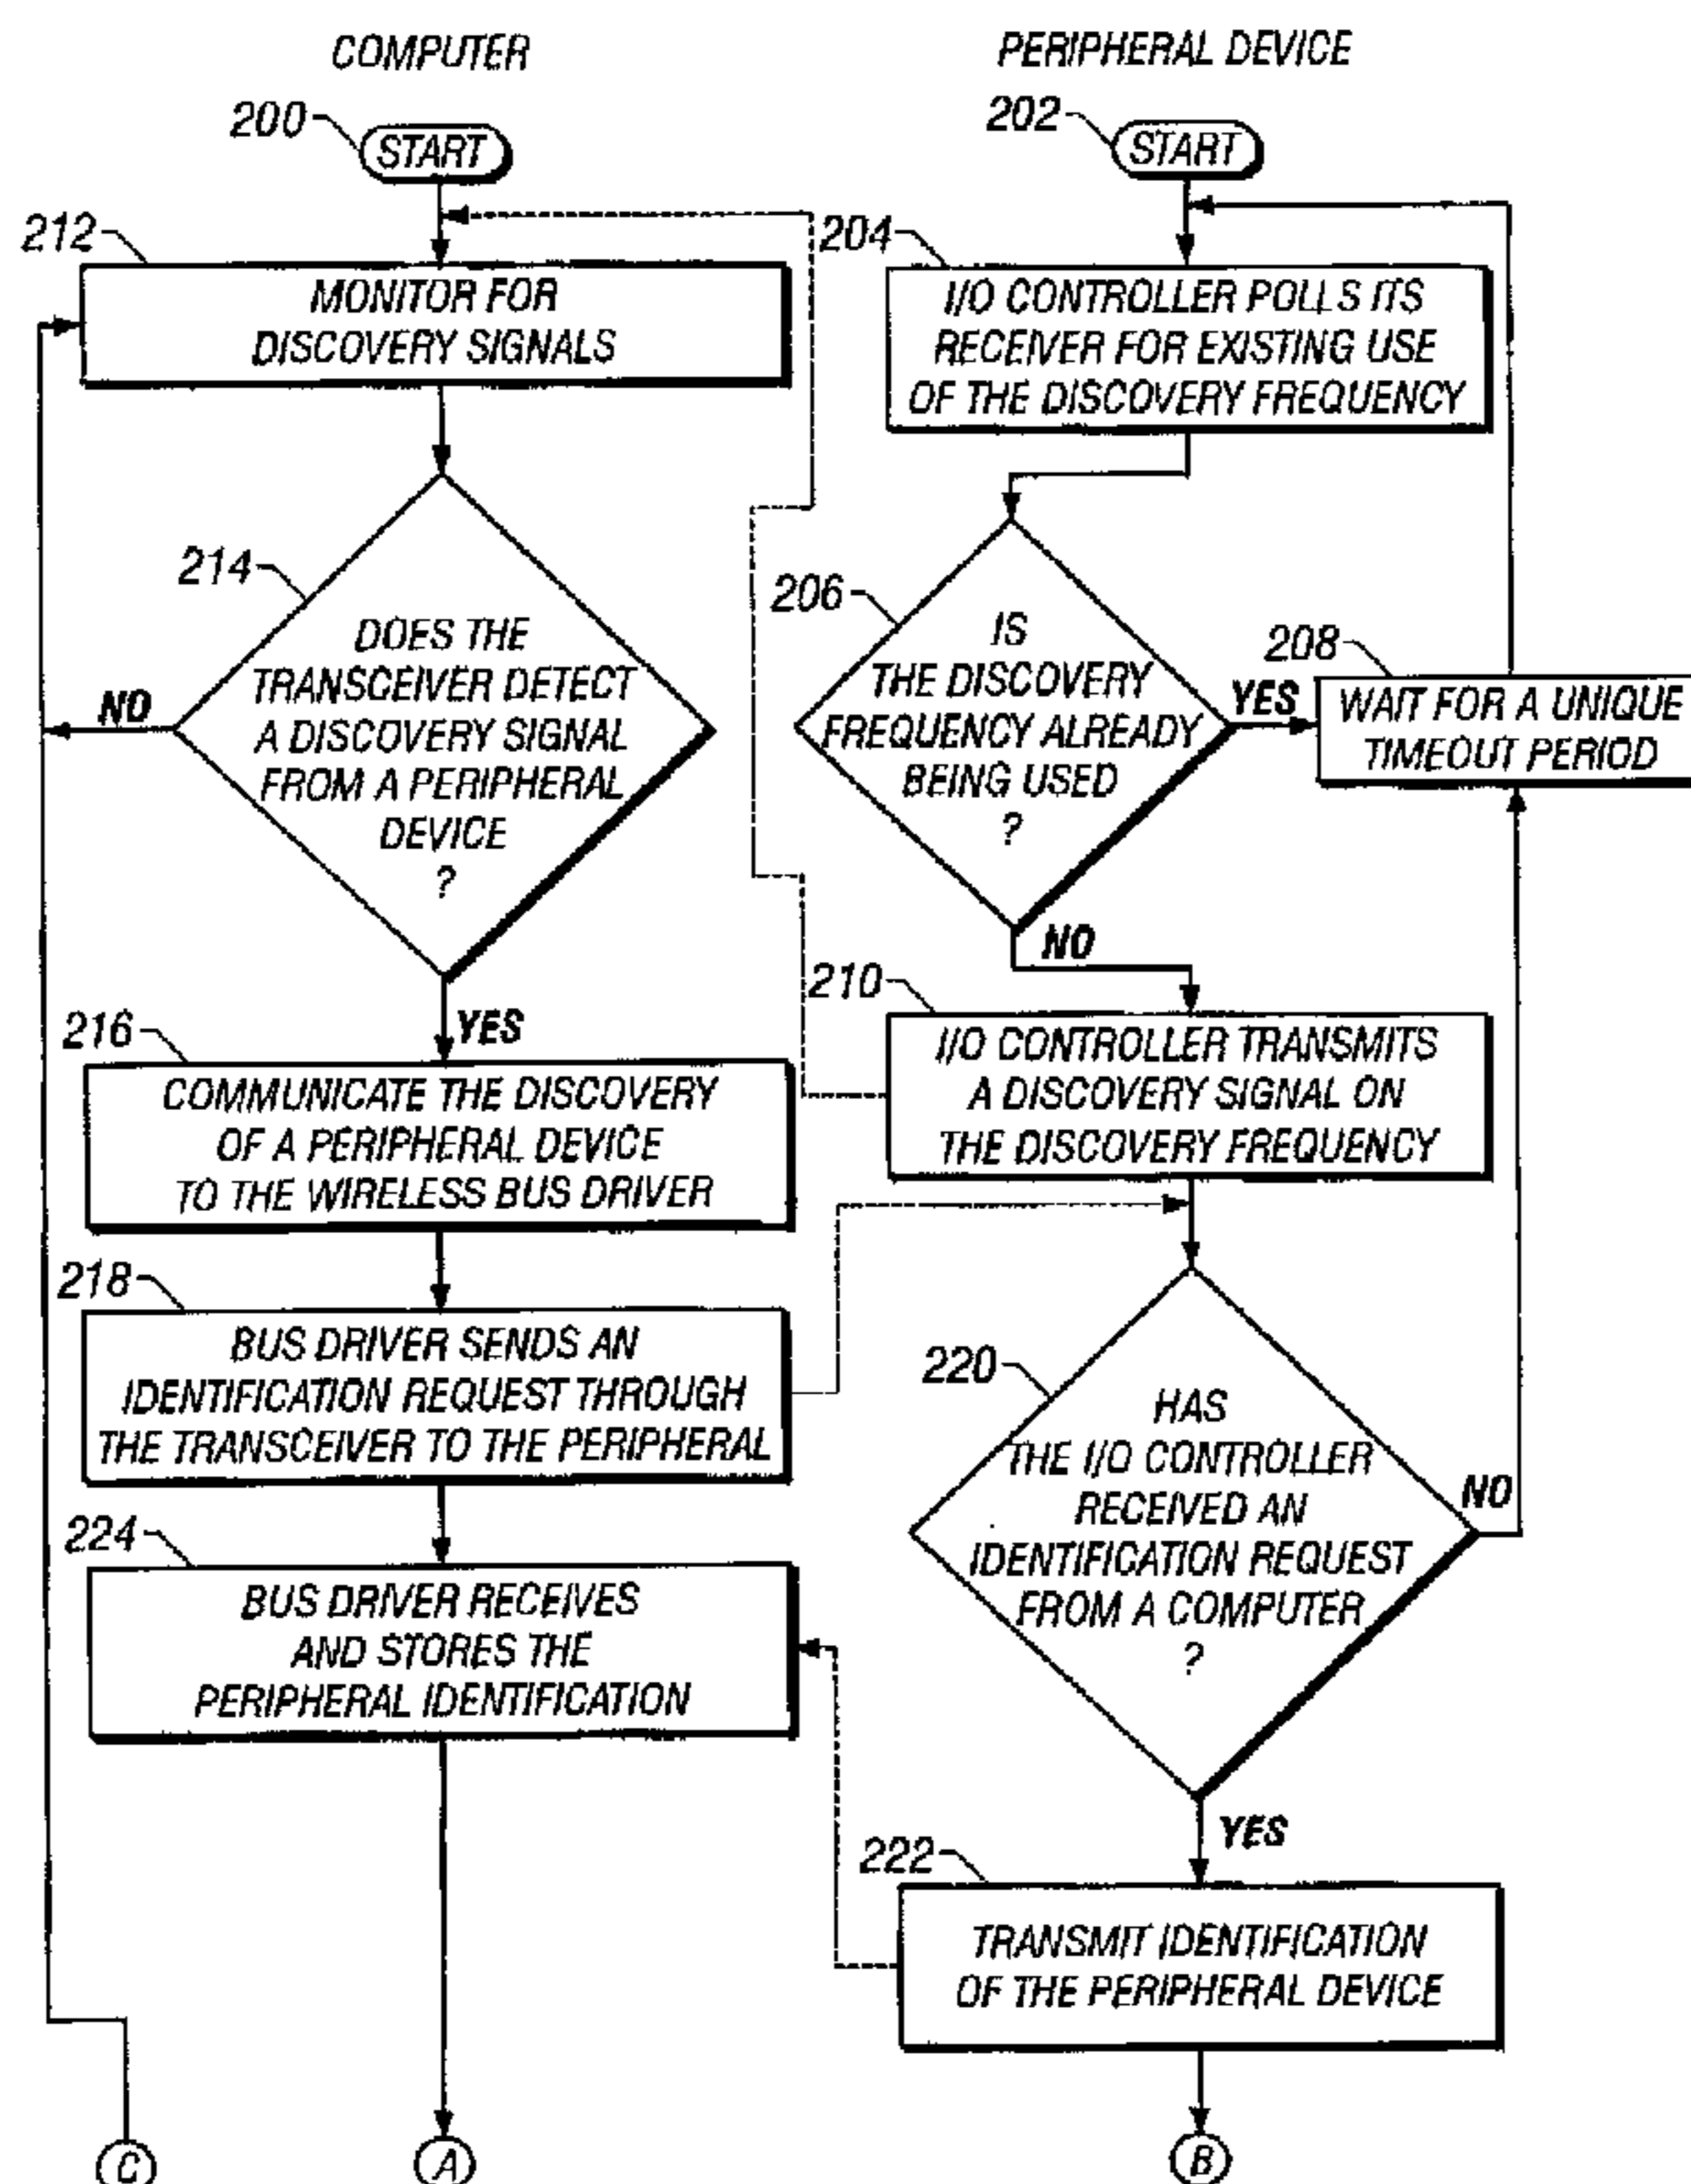 COMPUTER
200
START
212
MONITOR FOR
DISCOVERY SIGNALS
214
DOES THE
TRANSCEIVER DETECT
A DISCOVERY SIGNAL
FROM A PERIPHERAL
DEVICE
?
NO
YES
216
COMMUNICATE THE DISCOVERY
OF A PERIPHERAL DEVICE
TO THE WIRELESS BUS DRIVER
218
BUS DRIVER SENDS AN
IDENTIFICATION REQUEST THROUGH
THE TRANSCEIVER TO THE PERIPHERAL
224
BUS DRIVER RECEIVES
AND STORES THE
PERIPHERAL IDENTIFICATION
C
A
PERIPHERAL DEVICE
202
START
204
I/O CONTROLLER POLLS ITS
RECEIVER FOR EXISTING USE
OF THE DISCOVERY FREQUENCY
206
IS
THE DISCOVERY
FREQUENCY ALREADY
BEING USED
?
YES
208
WAIT FOR A UNIQUE
TIMEOUT PERIOD
NO
210
I/O CONTROLLER TRANSMITS
A DISCOVERY SIGNAL ON
THE DISCOVERY FREQUENCY
220
HAS
THE I/O CONTROLLER
RECEIVED AN
IDENTIFICATION REQUEST
FROM A COMPUTER
?
NO
YES
222
TRANSMIT IDENTIFICATION
OF THE PERIPHERAL DEVICE
B